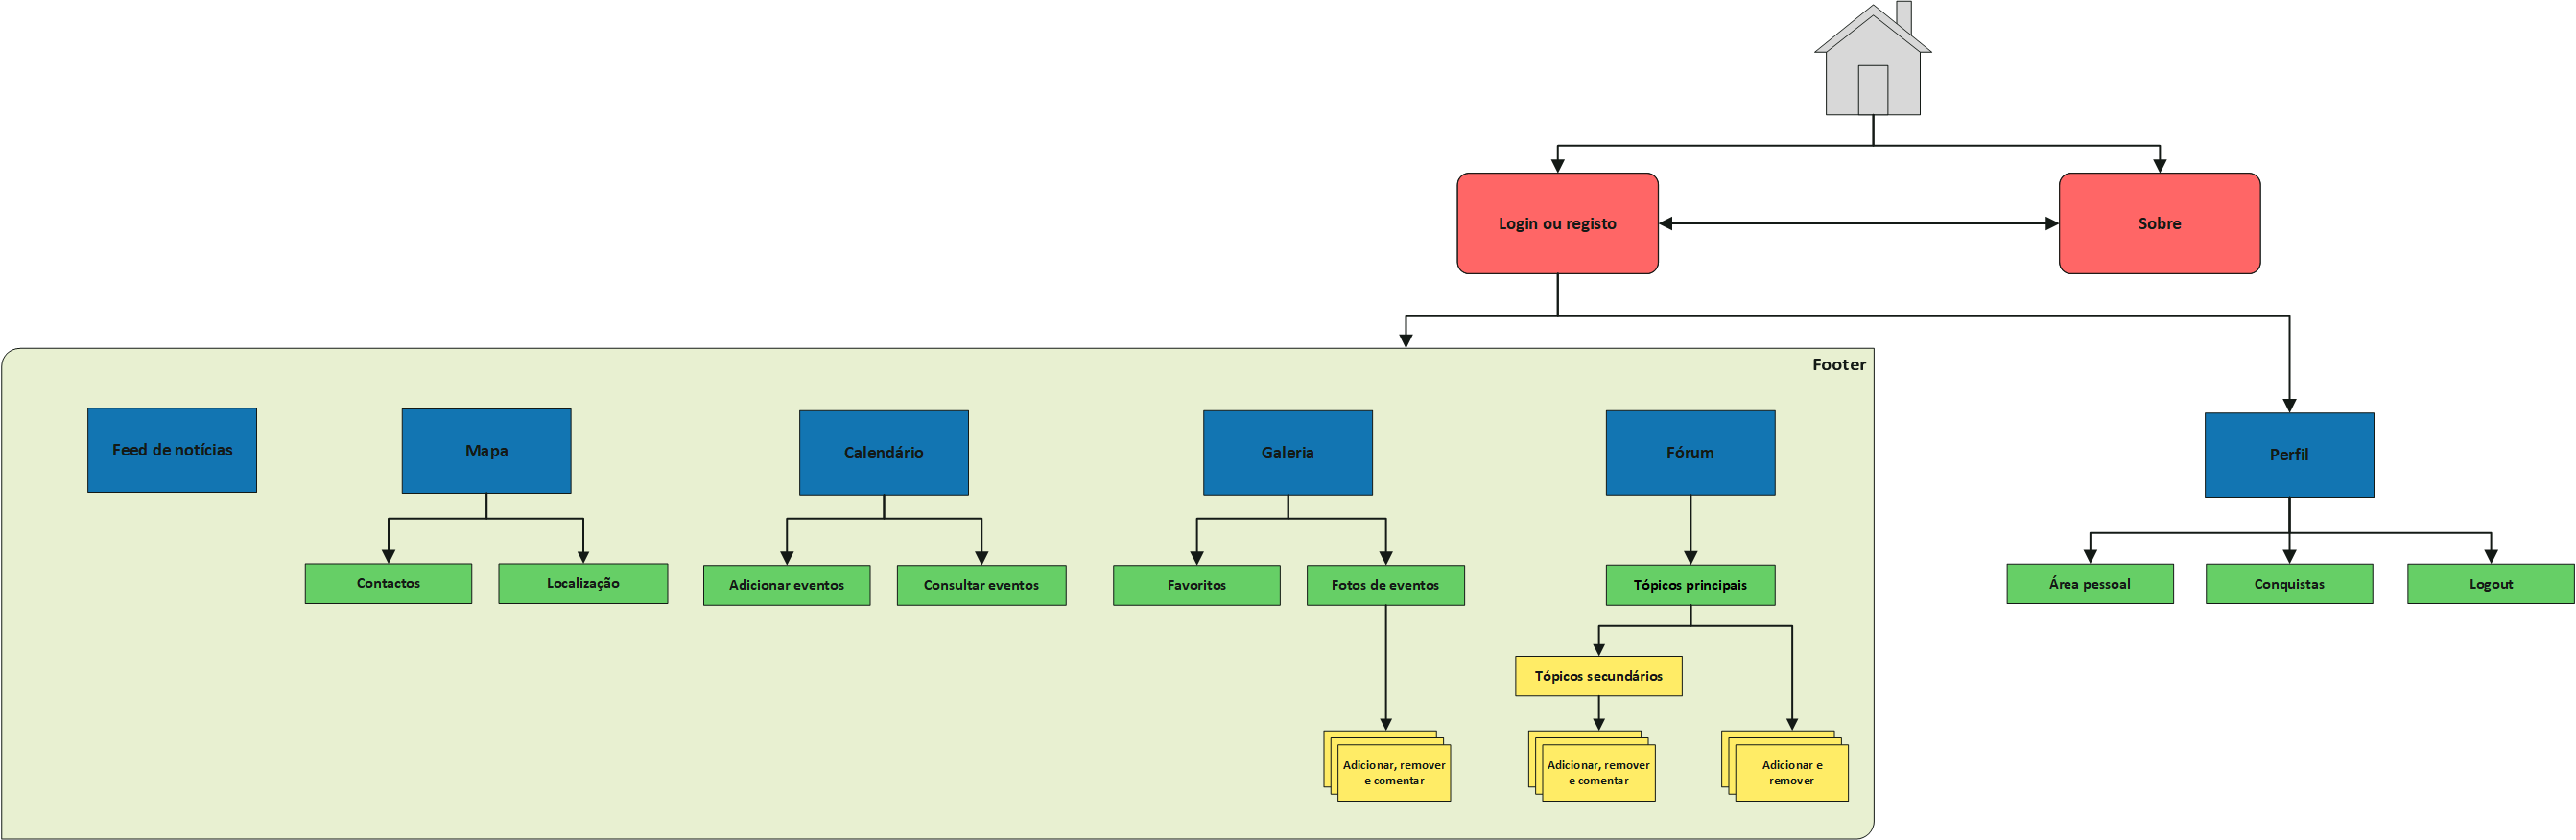 Login ou registo
Sobre
Footer
Feed de notícias
Mapa
Calendário
Galeria
Fórum
Perfil
Contactos
Localização
Adicionar eventos
Consultar eventos
Favoritos
Fotos de eventos
Tópicos principais
Área pessoal
Conquistas
Logout
Tópicos secundários
Adicionar, remover
e comentar
Adicionar, remover
e comentar
Adicionar e
remover